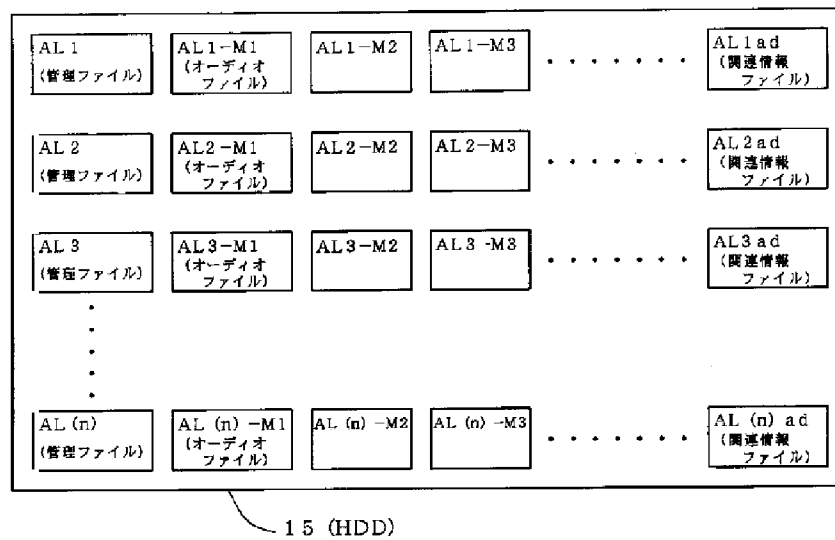 AL1
(管理ファイル)
AL1-M1
(オーディオ
ファイル)
AL1-M2
AL1-M3
AL1ad
(関連情報
ファイル)
AL2
(管理ファイル)
AL2-M1
(オーディオ
ファイル)
AL2-M2
AL2-M3
AL2ad
(関連情報
ファイル)
AL3
(管理ファイル)
AL3-M1
(オーディオ
ファイル)
AL3-M2
AL3-M3
AL3ad
(関連情報
ファイル)
AL(n)
(管理ファイル)
AL(n)-M1
(オーディオ
ファイル)
AL(n)-M2
AL(n)-M3
AL(n)ad
(関連情報
ファイル)
15(HDD)